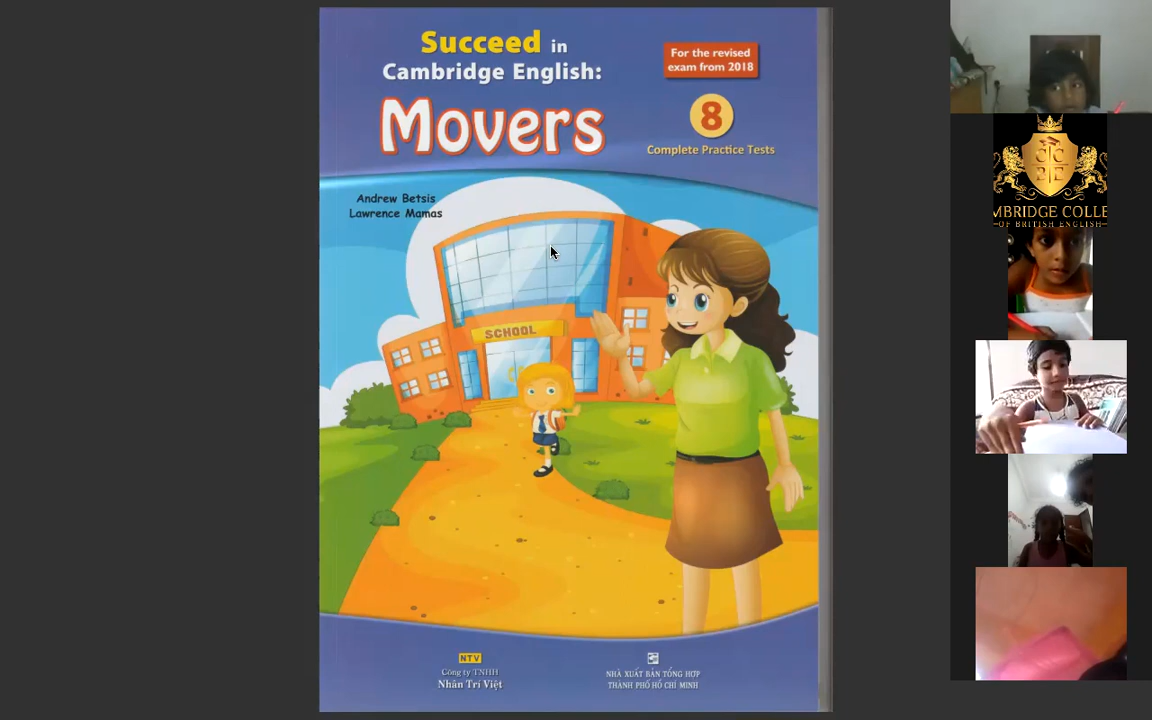 Succeed in
Cambridge English:
Movers
For the revised
exam from 2018
8
Complete Practice Tests
Andrew Betsis
Lawrence Mamas
SCHOOL
NTV
Công ty TNHH
Nhân Trí Việt
NHÀ XUẤT BẢN TỔNG HỢP
THÀNH PHỐ HỒ CHÍ MINH
MBRIDGE COLLE
OF BRITISH ENGLISH